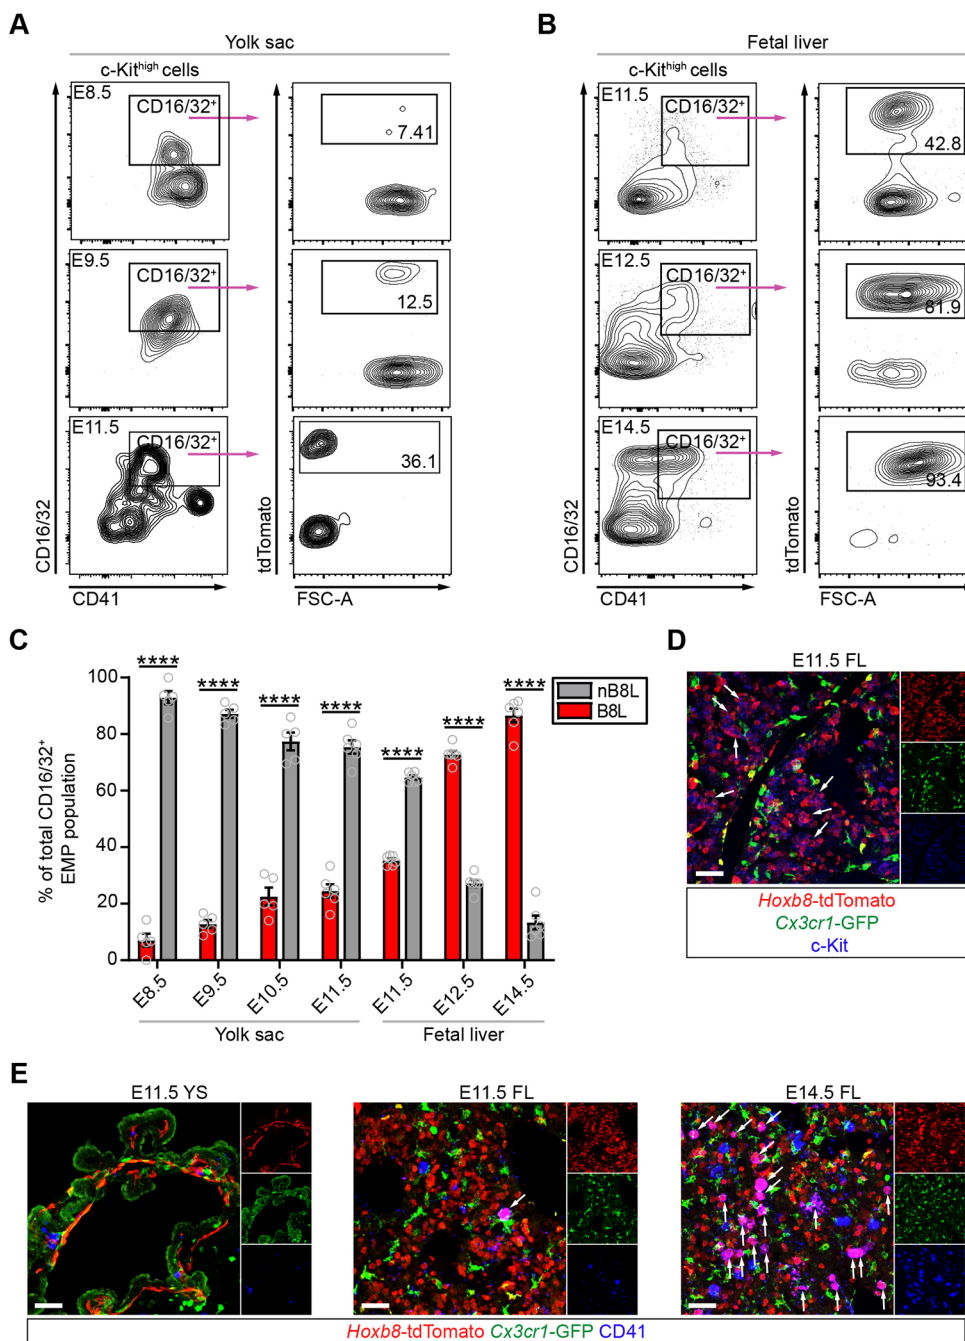 A
Yolk sac
c-Kithigh cells
E8.5
CD16/32+
7.41
E9.5
CD16/32+
12.5
E11.5
CD16/32+
36.1
CD16/32
CD41
tdTomato
FSC-A
B
Fetal liver
c-Kithigh cells
E11.5
CD16/32+
42.8
E12.5
CD16/32+
81.9
E14.5
CD16/32+
93.4
CD16/32
CD41
tdTomato
FSC-A
C
% of total CD16/32+
EMP population
100
80
60
40
20
0
****
****
****
****
****
****
****
nB8L
B8L
E8.5
E9.5
E10.5
E11.5
E11.5
E12.5
E14.5
Yolk sac
Fetal liver
D
E11.5 FL
Hoxb8-tdTomato
Cx3cr1-GFP
c-Kit
E
E11.5 YS
E11.5 FL
E14.5 FL
Hoxb8-tdTomato Cx3cr1-GFP CD41